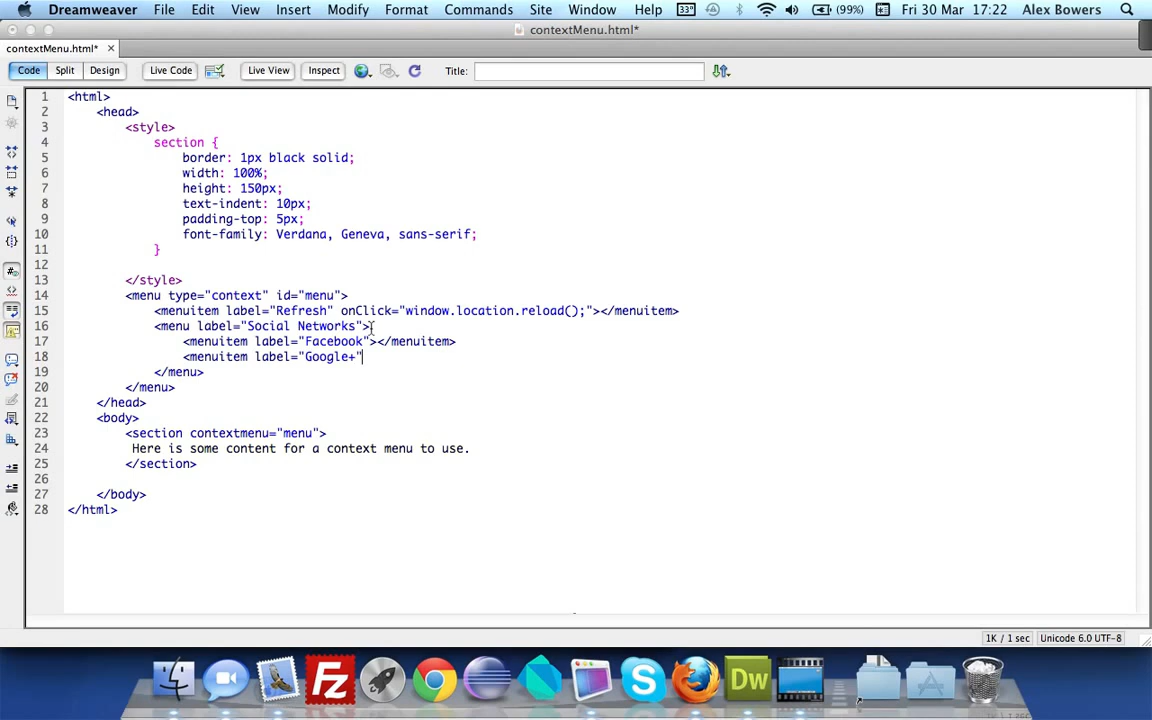 Dreamweaver File Edit View Insert Modify Format Commands Site Window Help 33° (99%) Fri 30 Mar 17:22 Alex Bowers
contextMenu.html*
contextMenu.html* ×
Code Split Design Live Code Live View Inspect Title:
1 <html>
2 <head>
3 <style>
4 section {
5 border: 1px black solid;
6 width: 100%;
7 height: 150px;
8 text-indent: 10px;
9 padding-top: 5px;
10 font-family: Verdana, Geneva, sans-serif;
11 }
12
13 </style>
14 <menu type="context" id="menu">
15 <menuitem label="Refresh" onClick="window.location.reload();"></menuitem>
16 <menu label="Social Networks">
17 <menuitem label="Facebook"></menuitem>
18 <menuitem label="Google+"
19 </menu>
20 </menu>
21 </head>
22 <body>
23 <section contextmenu="menu">
24 Here is some content for a context menu to use.
25 </section>
26
27 </body>
28 </html>
1K / 1 sec Unicode 6.0 UTF-8
Fz S Dw